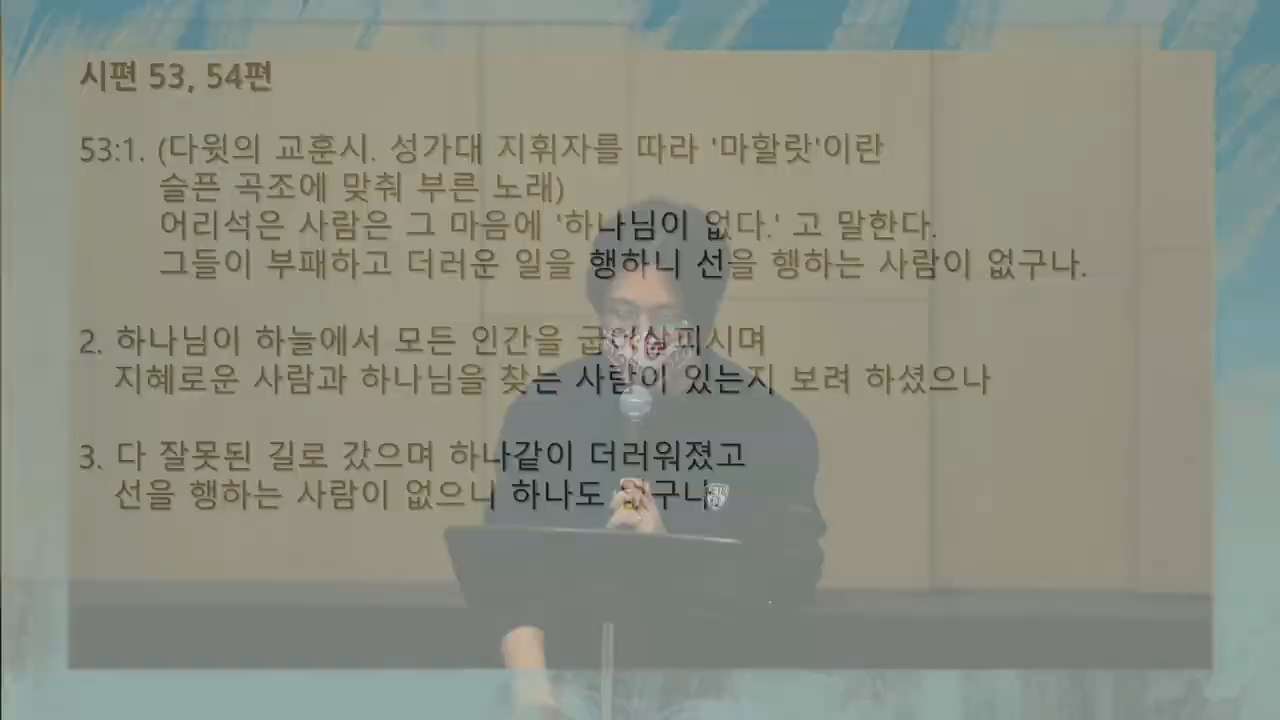 시편 53, 54편
53:1. (다윗의 교훈시. 성가대 지휘자를 따라 '마할랏'이란
슬픈 곡조에 맞춰 부른 노래)
어리석은 사람은 그 마음에 '하나님이 없다.' 고 말한다.
그들이 부패하고 더러운 일을 행하니 선을 행하는 사람이 없구나.
2. 하나님이 하늘에서 모든 인간을 굽어살피시며
지혜로운 사람과 하나님을 찾는 사람이 있는지 보려 하셨으나
3. 다 잘못된 길로 갔으며 하나같이 더러워졌고
선을 행하는 사람이 없으니 하나도 없구나